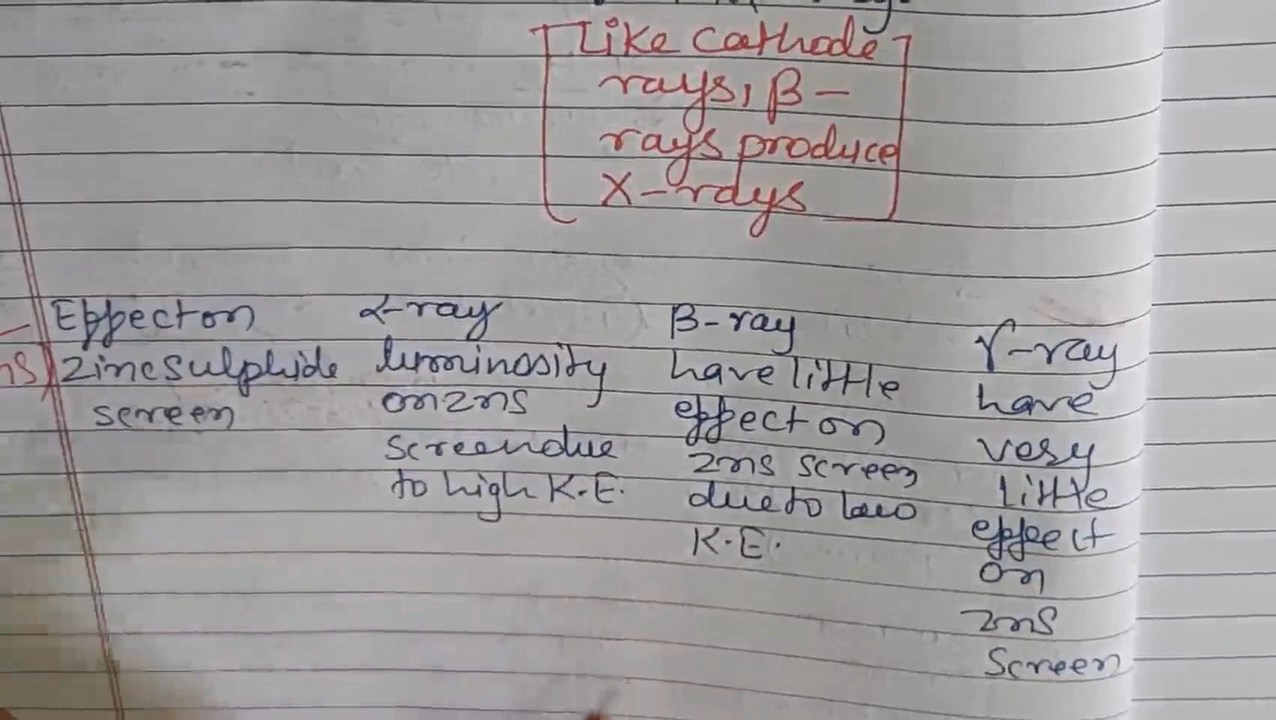 Like cathode
rays, β-
rays produce
X-rays
Effect on
Zinc sulphide
screen
α-ray
luminosity
on zns
screen due
to high K.E.
β-ray
have little
effect on
zns screen
due to low
K.E.
γ-ray
have
very
little
effect
on
zns
screen